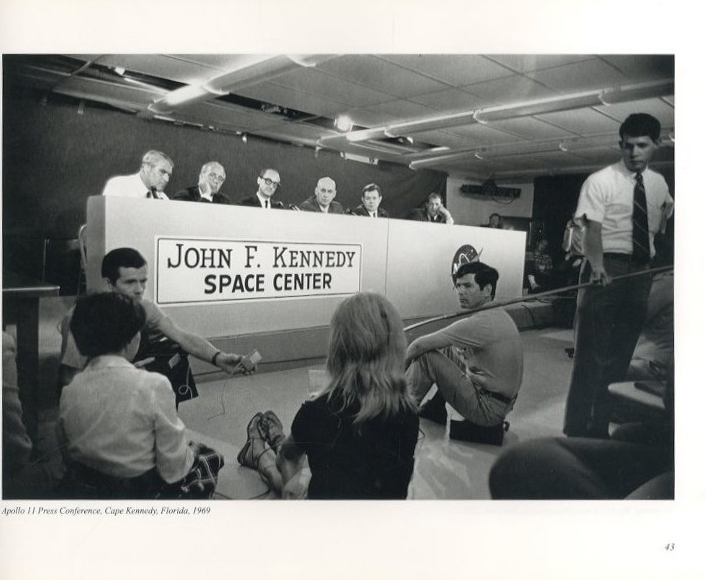 JOHN F. KENNEDY
SPACE CENTER
Apollo 11 Press Conference, Cape Kennedy, Florida, 1969
43